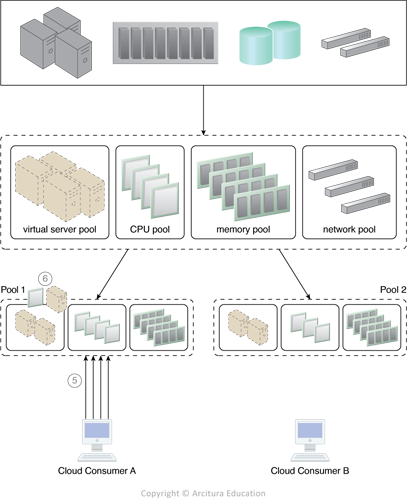 virtual server pool
CPU pool
memory pool
network pool
6
Pool 1
Pool 2
5
Cloud Consumer A
Cloud Consumer B
Copyright © Arcitura Education